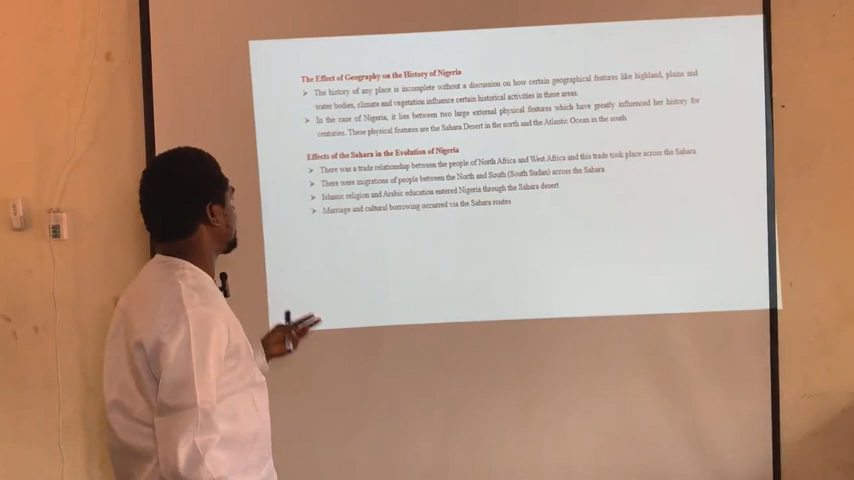 The Effect of Geography on the History of Nigeria
➢ The history of any place is incomplete without a discussion on how certain geographical features like highland, plains and
water bodies, climate and vegetation influence certain historical activities in these areas.
➢ In the case of Nigeria, it lies between two large external physical features which have greatly influenced her history for
centuries. These physical features are the Sahara Desert in the north and the Atlantic Ocean in the south.
Effects of the Sahara in the Evolution of Nigeria
➢ There was a trade relationship between the people of North Africa and West Africa and this trade took place across the Sahara.
➢ There were migrations of people between the North and South (South Sudan) across the Sahara
➢ Islamic religion and Arabic education entered Nigeria through the Sahara desert
➢ Marriage and cultural borrowing occurred via the Sahara routes